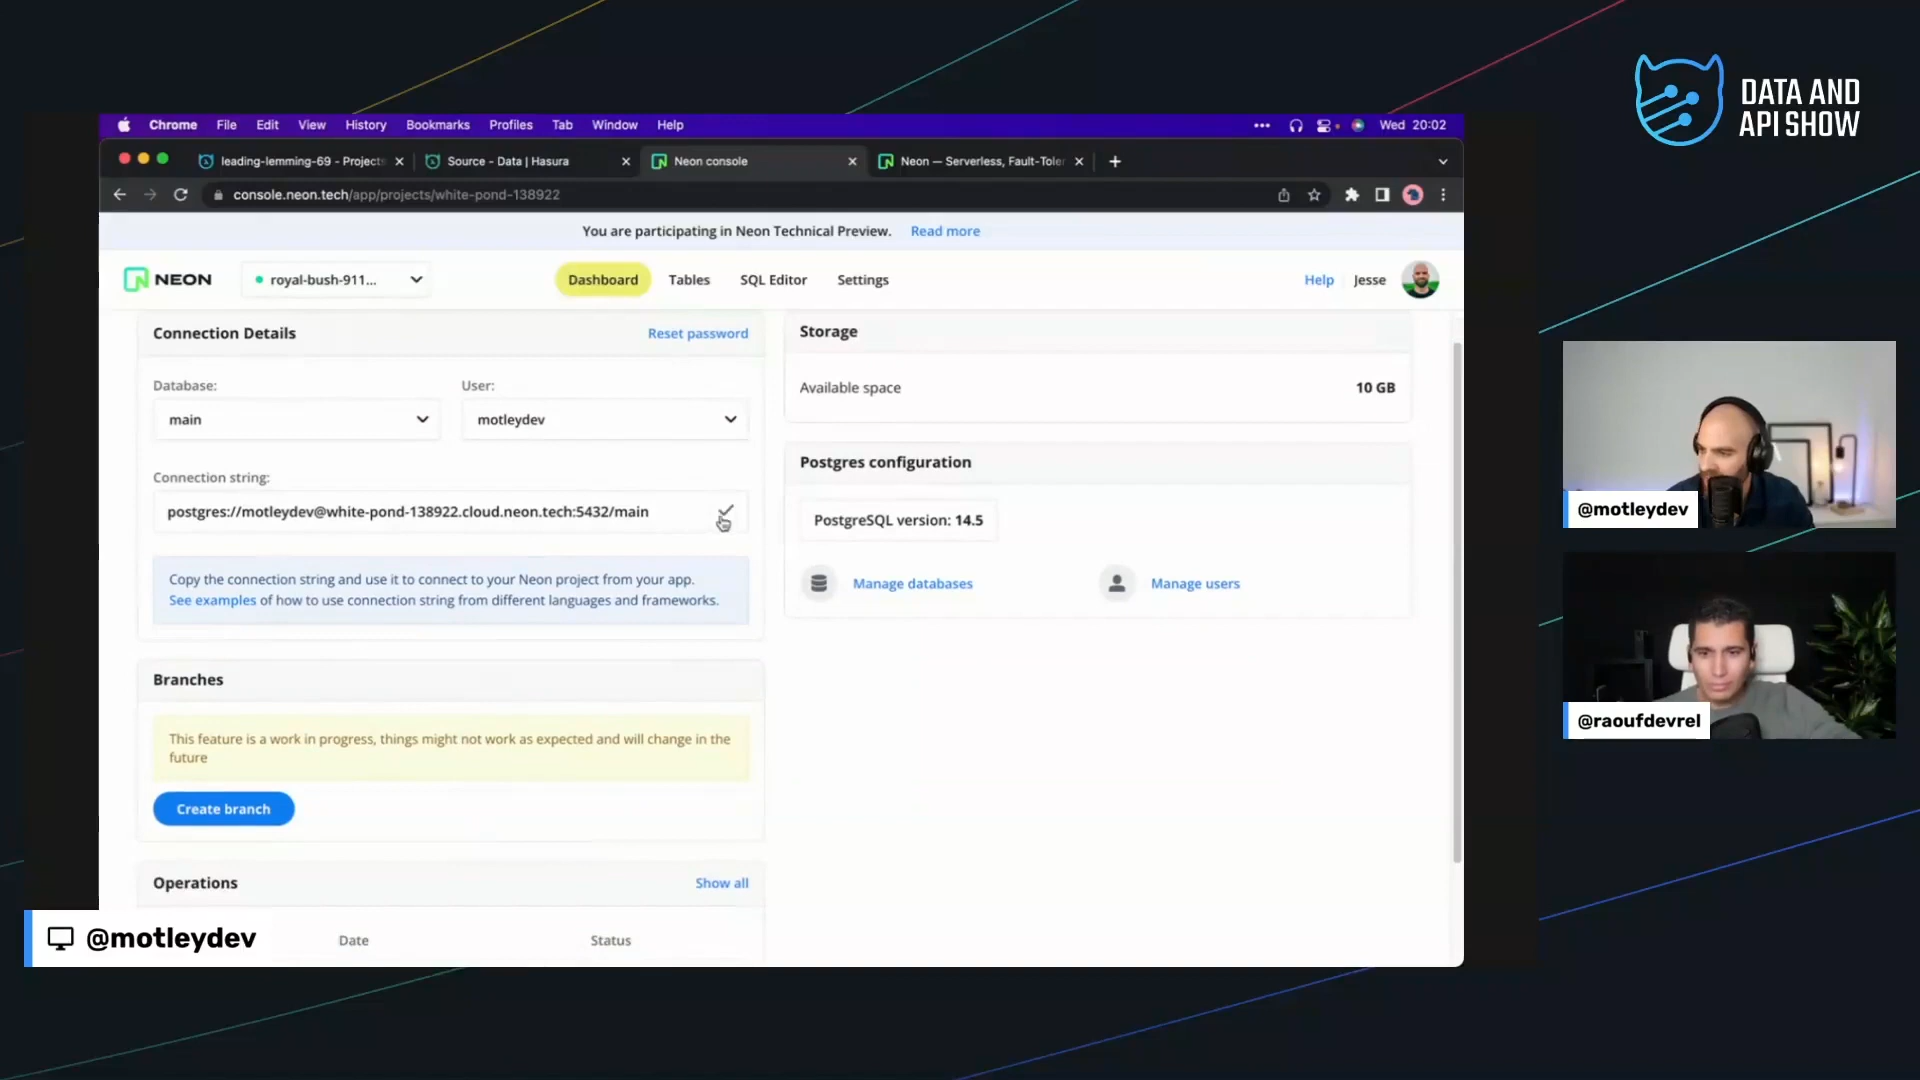 DATA AND
API SHOW
Chrome File Edit View History Bookmarks Profiles Tab Window Help Wed 20:02
leading-lemming-69 - Projects
Source - Data | Hasura
Neon console
Neon — Serverless, Fault-Toler
console.neon.tech/app/projects/white-pond-138922
You are participating in Neon Technical Preview. Read more
NEON
royal-bush-911...
Dashboard Tables SQL Editor Settings
Help Jesse
Connection Details Reset password
Database: User:
main motleydev
Connection string:
postgres://motleydev@white-pond-138922.cloud.neon.tech:5432/main
Copy the connection string and use it to connect to your Neon project from your app.
See examples of how to use connection string from different languages and frameworks.
Branches
This feature is a work in progress, things might not work as expected and will change in the
future
Create branch
Operations Show all
Date Status
Storage
Available space 10 GB
Postgres configuration
PostgreSQL version: 14.5
Manage databases Manage users
@motleydev
@raoufdevrel
@motleydev